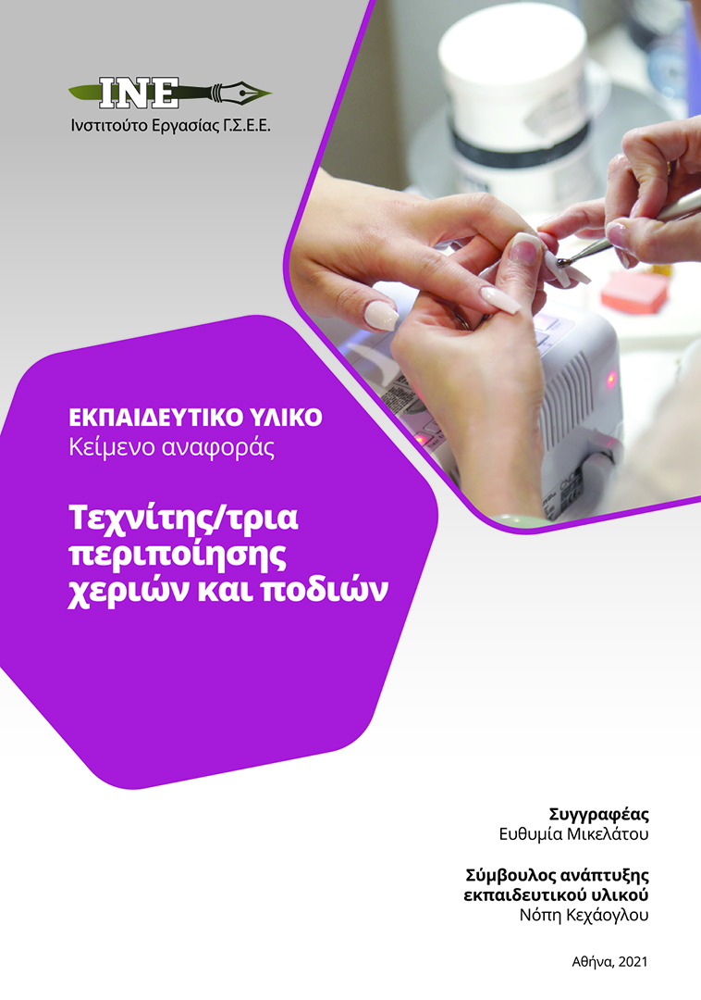 INE
Ινστιτούτο Εργασίας Γ.Σ.Ε.Ε.
ΕΚΠΑΙΔΕΥΤΙΚΟ ΥΛΙΚΟ
Κείμενο αναφοράς
Τεχνίτης/τρια
περιποίησης
χεριών και ποδιών
Συγγραφέας
Ευθυμία Μικελάτου
Σύμβουλος ανάπτυξης
εκπαιδευτικού υλικού
Νόπη Κεχάογλου
Αθήνα, 2021